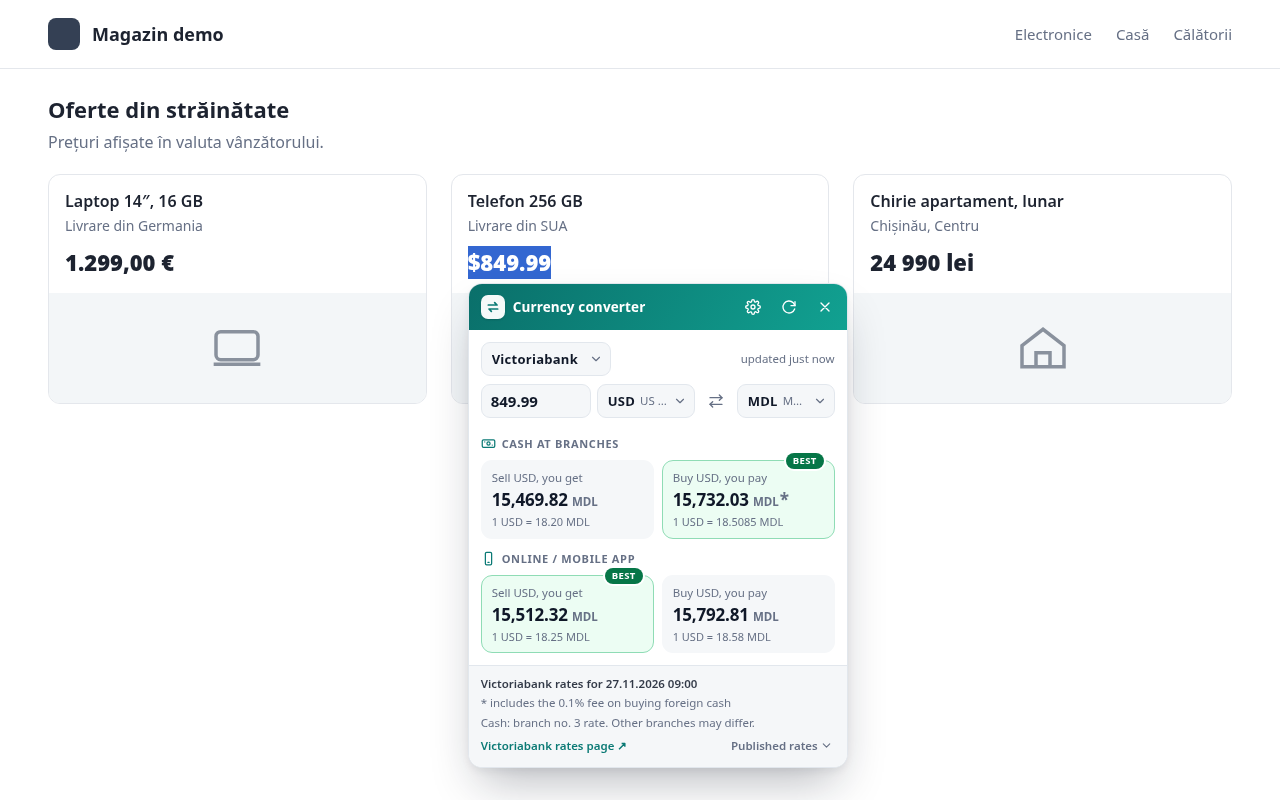 Magazin demo
Electronice Casă Călătorii
Oferte din străinătate
Prețuri afișate în valuta vânzătorului.
Laptop 14″, 16 GB
Livrare din Germania
1.299,00 €
Telefon 256 GB
Livrare din SUA
$849.99
Chirie apartament, lunar
Chișinău, Centru
24 990 lei
Currency converter
Victoriabank
updated just now
849.99
USD US ...
MDL M...
CASH AT BRANCHES
Sell USD, you get
15,469.82 MDL
1 USD = 18.20 MDL
BEST
Buy USD, you pay
15,732.03 MDL*
1 USD = 18.5085 MDL
ONLINE / MOBILE APP
BEST
Sell USD, you get
15,512.32 MDL
1 USD = 18.25 MDL
Buy USD, you pay
15,792.81 MDL
1 USD = 18.58 MDL
Victoriabank rates for 27.11.2026 09:00
* includes the 0.1% fee on buying foreign cash
Cash: branch no. 3 rate. Other branches may differ.
Victoriabank rates page ↗
Published rates